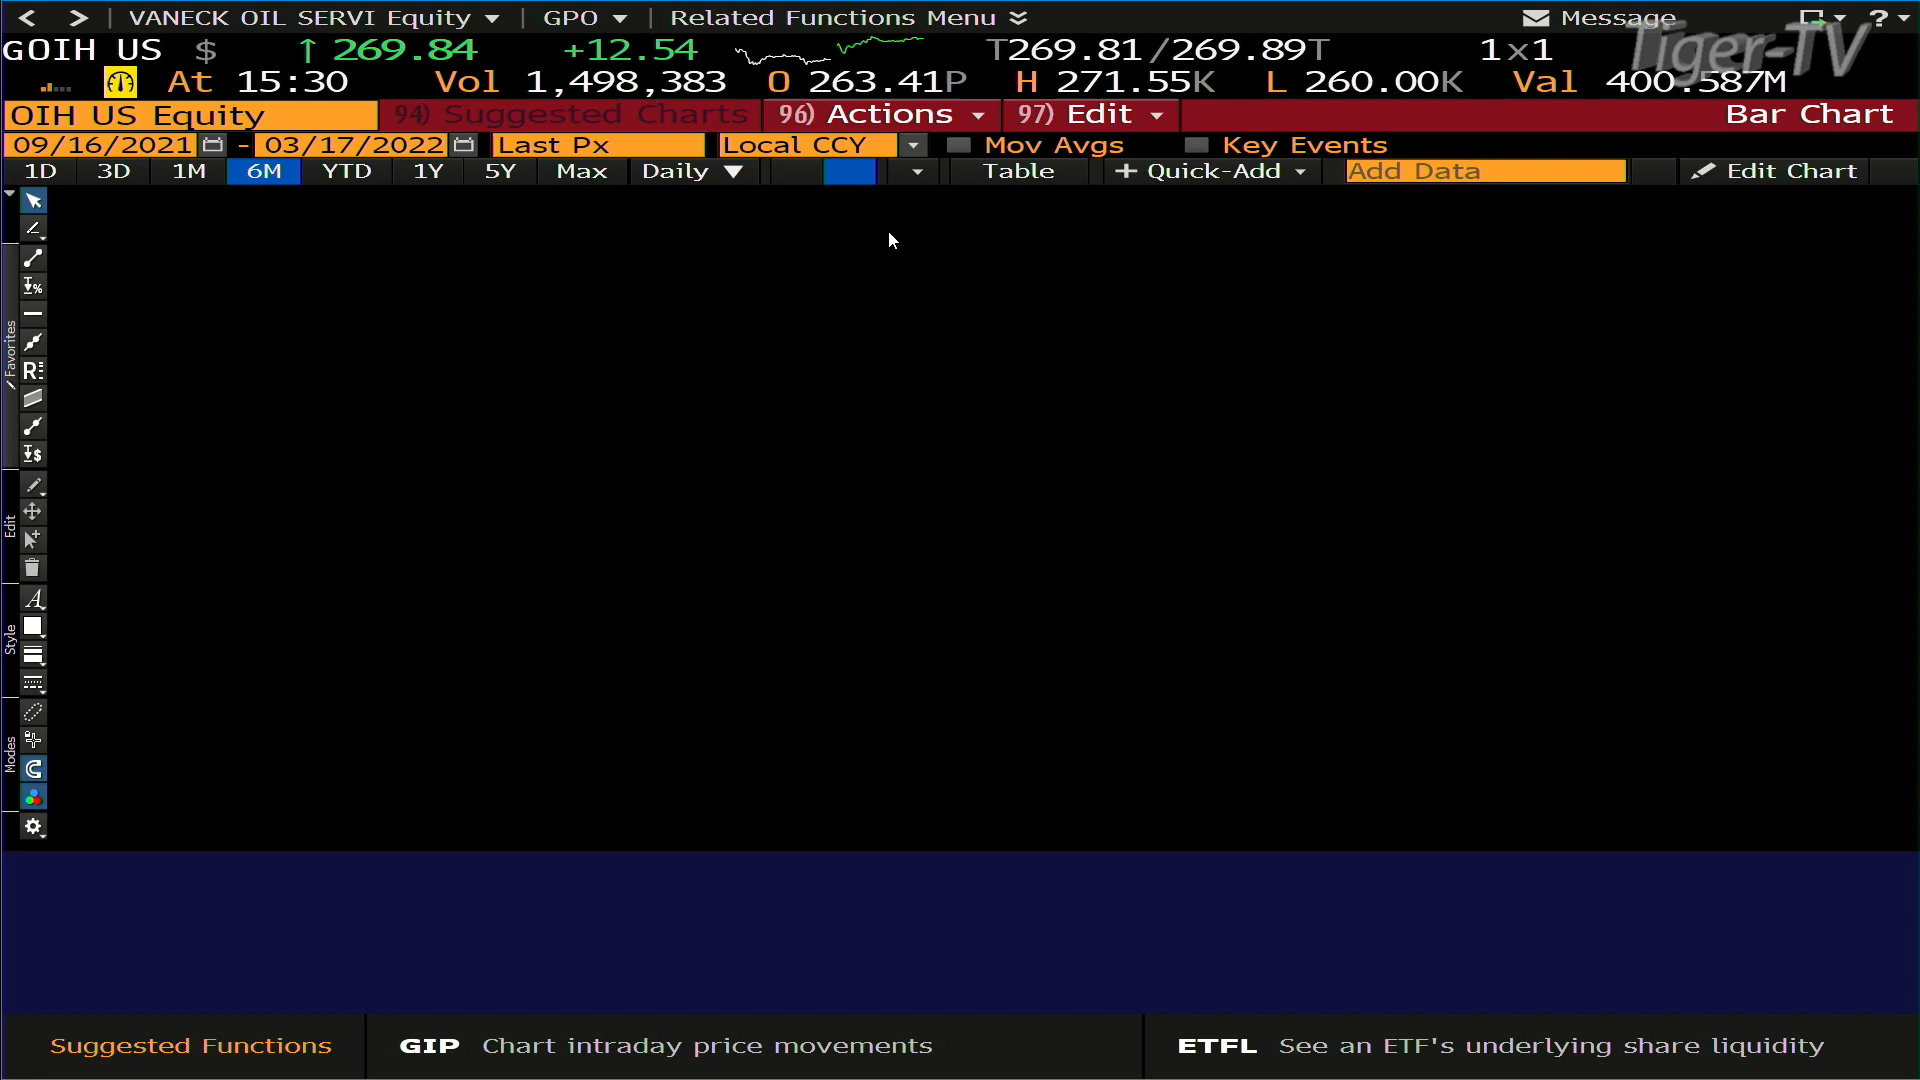 VANECK OIL SERVI Equity GPO Related Functions Menu Message ?
GOIH US $ ↑ 269.84 +12.54 T269.81/269.89T 1x1 Tiger-TV
At 15:30 Vol 1,498,383 O 263.41P H 271.55K L 260.00K Val 400.587M
OIH US Equity 94) Suggested Charts 96) Actions 97) Edit Bar Chart
09/16/2021 - 03/17/2022 Last Px Local CCY Mov Avgs Key Events
1D 3D 1M 6M YTD 1Y 5Y Max Daily ▼ Table + Quick-Add Add Data Edit Chart
Favorites
Edit
Style
Modes
Suggested Functions GIP Chart intraday price movements ETFL See an ETF's underlying share liquidity